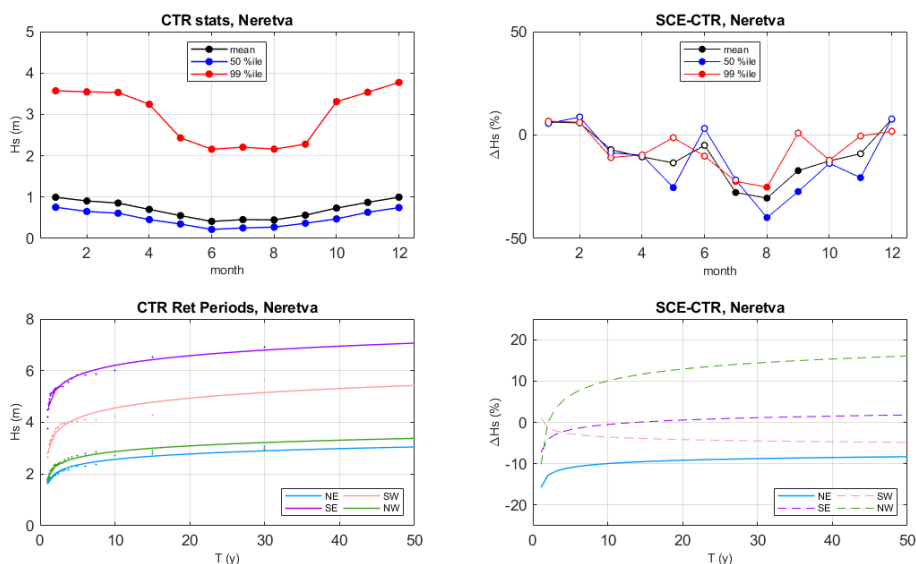 CTR stats, Neretva
5
4
3
2
1
0
Hs (m)
mean
50 %ile
99 %ile
2 4 6 8 10 12
month
SCE-CTR, Neretva
50
0
-50
Δ Hs (%)
mean
50 %ile
99 %ile
2 4 6 8 10 12
month
CTR Ret Periods, Neretva
8
6
4
2
0
Hs (m)
NE SW
SE NW
0 10 20 30 40 50
T (y)
SCE-CTR, Neretva
20
10
0
-10
-20
Δ Hs (%)
NE SW
SE NW
0 10 20 30 40 50
T (y)